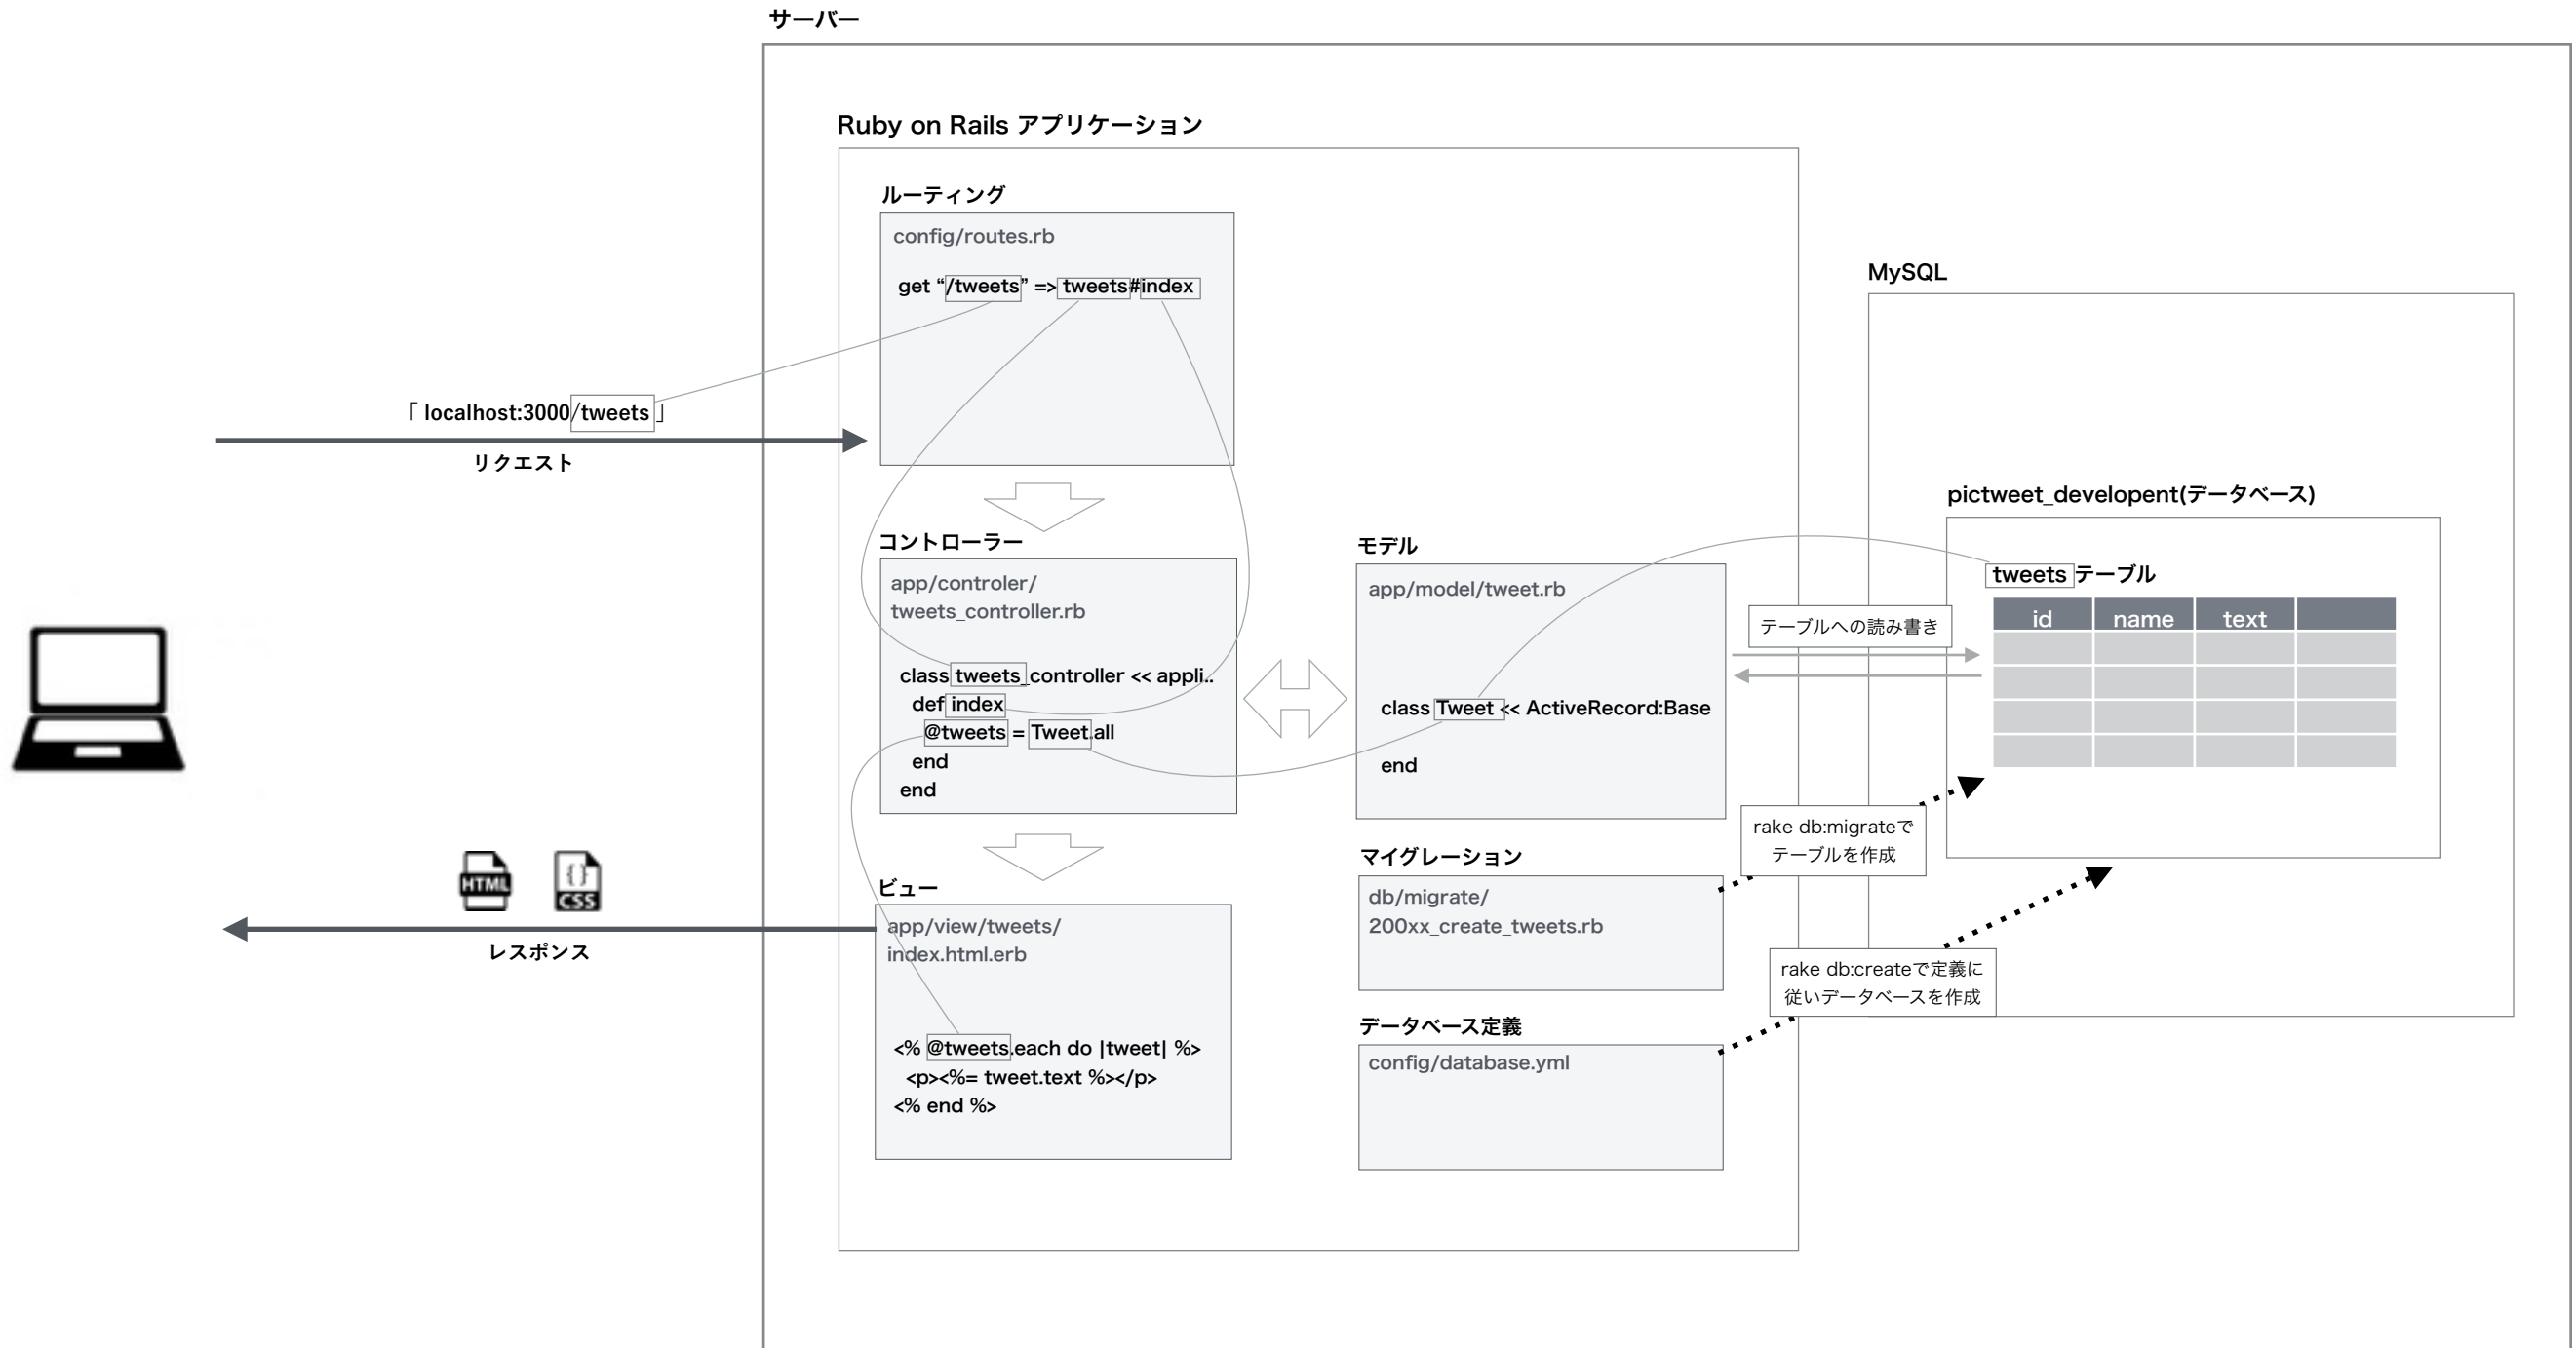 サーバー
Ruby on Rails アプリケーション
ルーティング
config/routes.rb
get “/tweets” => tweets#index
「 localhost:3000/tweets 」
リクエスト
コントローラー
app/controler/
tweets_controller.rb
class tweets_controller << appli..
def index
@tweets = Tweet.all
end
end
モデル
app/model/tweet.rb
class Tweet << ActiveRecord:Base
end
テーブルへの読み書き
MySQL
pictweet_developent(データベース)
tweets テーブル
id name text
rake db:migrateで
テーブルを作成
マイグレーション
db/migrate/
200xx_create_tweets.rb
rake db:createで定義に
従いデータベースを作成
データベース定義
config/database.yml
HTML
{ }
CSS
レスポンス
ビュー
app/view/tweets/
index.html.erb
<% @tweets.each do |tweet| %>
<p><%= tweet.text %></p>
<% end %>